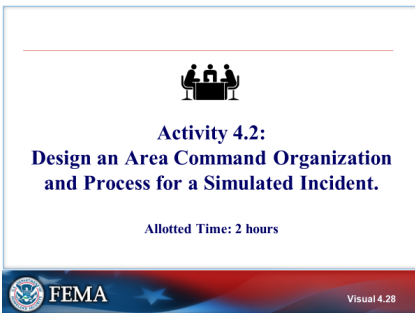 Activity 4.2:
Design an Area Command Organization
and Process for a Simulated Incident.
Allotted Time: 2 hours
FEMA
Visual 4.28